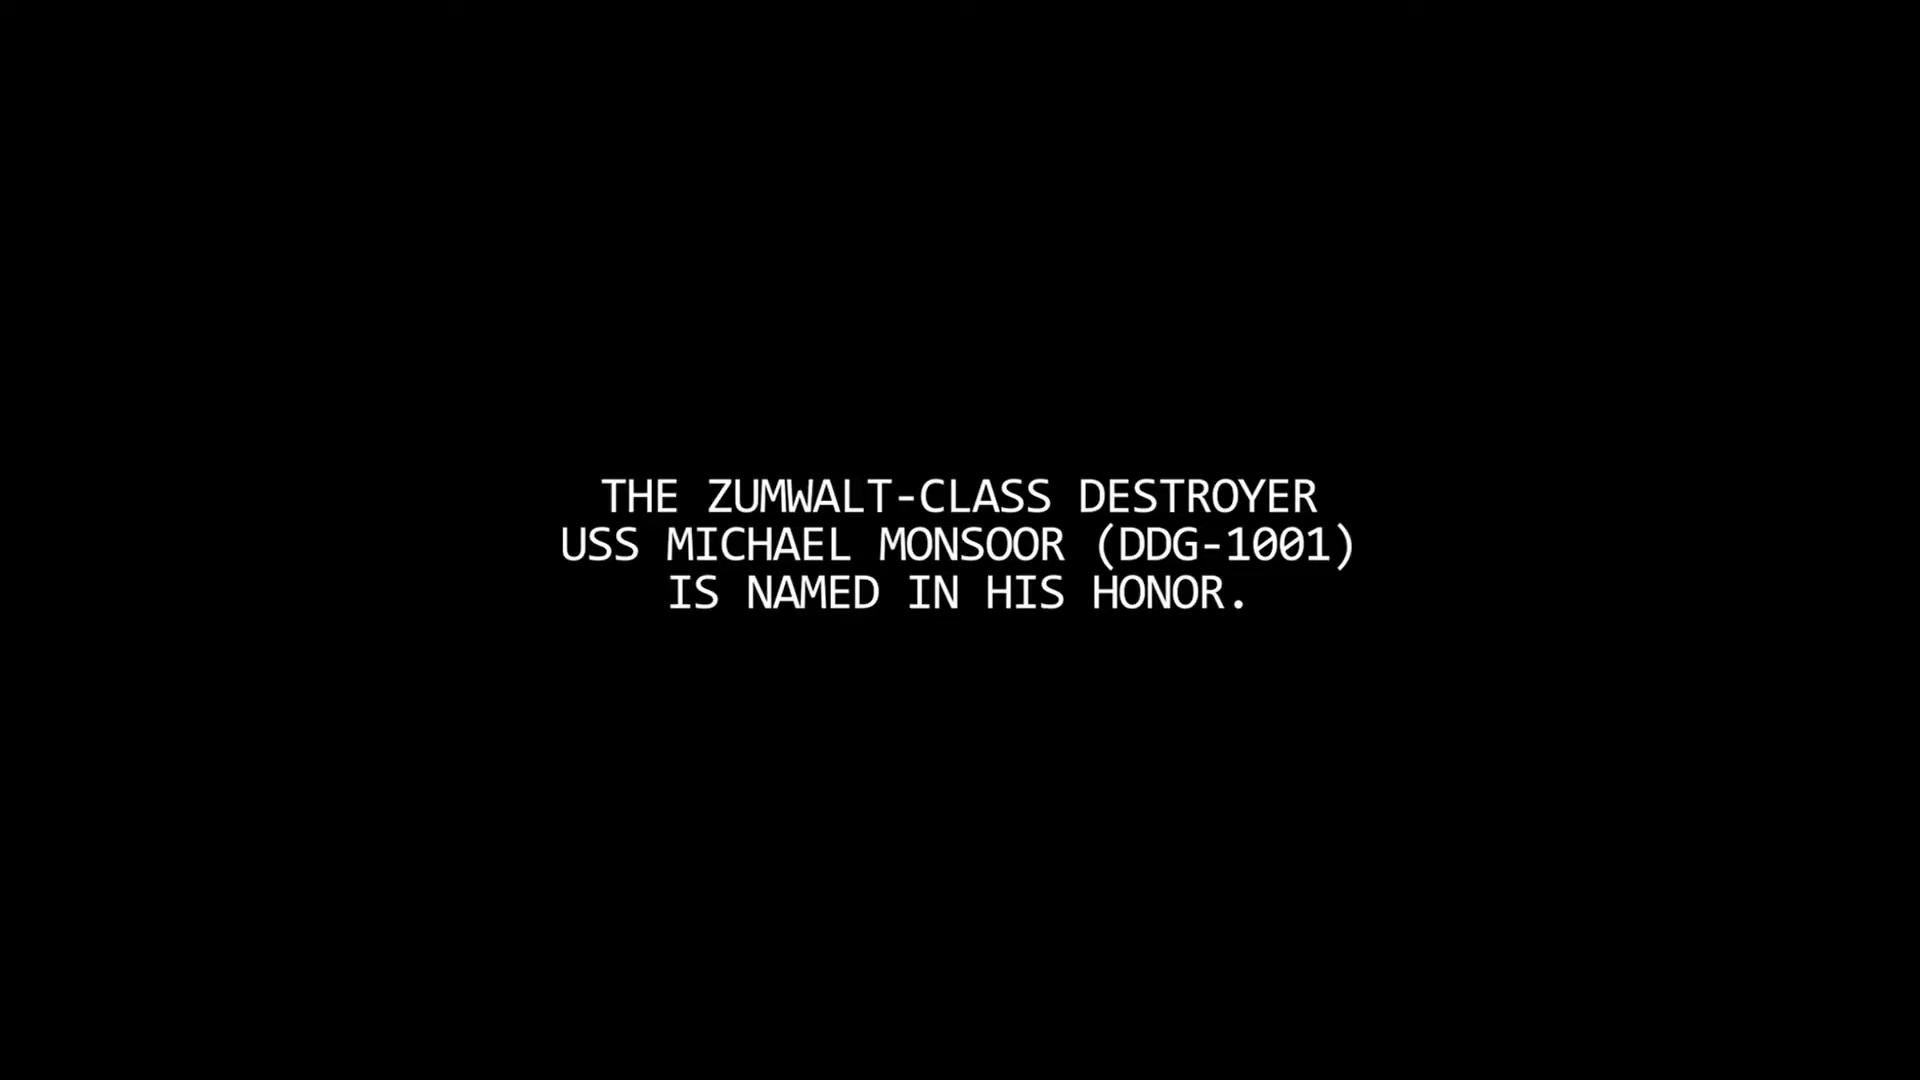 THE ZUMWALT-CLASS DESTROYER
USS MICHAEL MONSOOR (DDG-1001)
IS NAMED IN HIS HONOR.